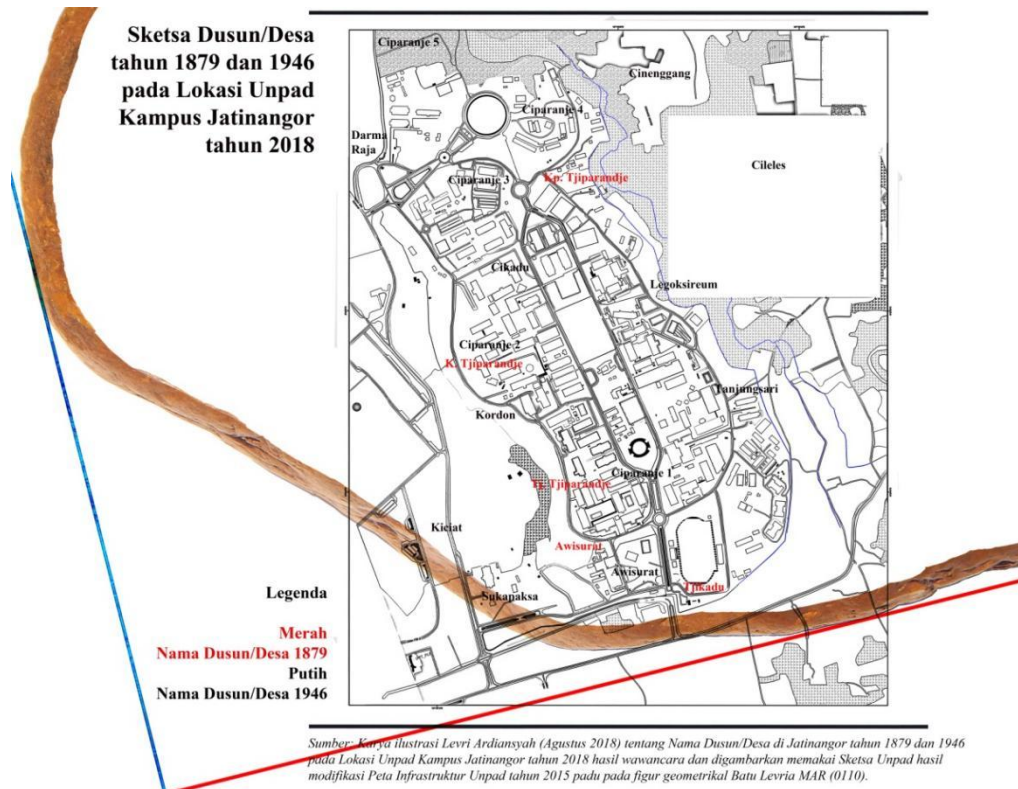 Sketsa Dusun/Desa
tahun 1879 dan 1946
pada Lokasi Unpad
Kampus Jatinangor
tahun 2018
Ciparanje 5
Cinenggang
Ciparanje 4
Darma
Raja
Cileles
Ciparanje 3
Kp. Tjiparandje
Cikadu
Legoksireum
Ciparanje 2
K. Tjiparandje
Tanjungsari
Kordon
Ciparanje 1
Tj. Tjiparandje
Kiciat
Awisurat
Awisurat
Tjikadu
Sukapaksa
Legenda
Merah
Nama Dusun/Desa 1879
Putih
Nama Dusun/Desa 1946
Sumber: Karya ilustrasi Levri Ardiansyah (Agustus 2018) tentang Nama Dusun/Desa di Jatinangor tahun 1879 dan 1946
pada Lokasi Unpad Kampus Jatinangor tahun 2018 hasil wawancara dan digambarkan memakai Sketsa Unpad hasil
modifikasi Peta Infrastruktur Unpad tahun 2015 padu pada figur geometrikal Batu Levria MAR (0110).